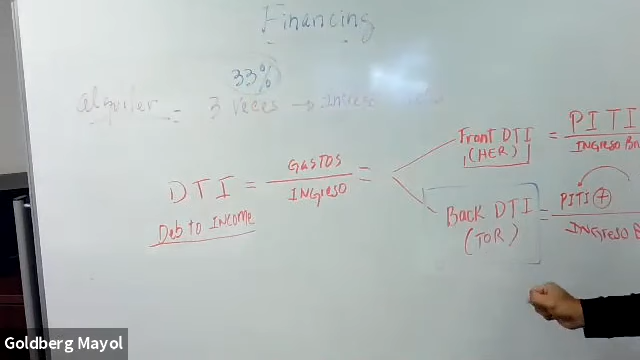 Financing
33%
alquiler = 3 veces →
DTI = GASTOS / INGRESO =
Deb to INCOME
Front DTI = PITI / INGRESO
(HER)
Back DTI = PITI + / INGRESO
(TOR)
Goldberg Mayol